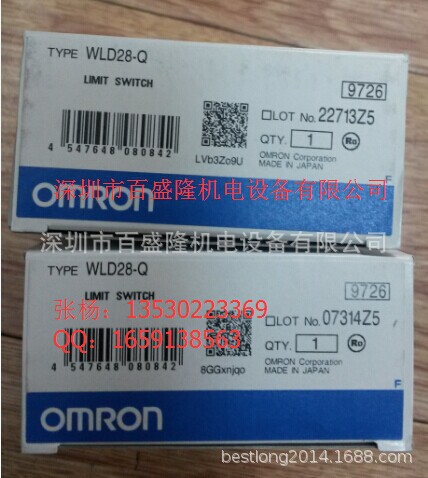 TYPE WLD28-Q
LIMIT SWITCH
9726
LOT No. 22713Z5
QTY. 1
Ro
LVb3Zo9U
OMRON Corporation
MADE IN JAPAN
4 547648 080842
F
OMRON
深圳市百盛隆机电设备有限公司
深圳市百盛隆机电设备有限公司
TYPE WLD28-Q
LIMIT SWITCH
9726
张杨：13530223369
LOT No. 07314Z5
QQ：1659138563
QTY. 1
Ro
8GGxnjqo
OMRON Corporation
MADE IN JAPAN
4 547648 080842
F
OMRON
bestlong2014.1688.com